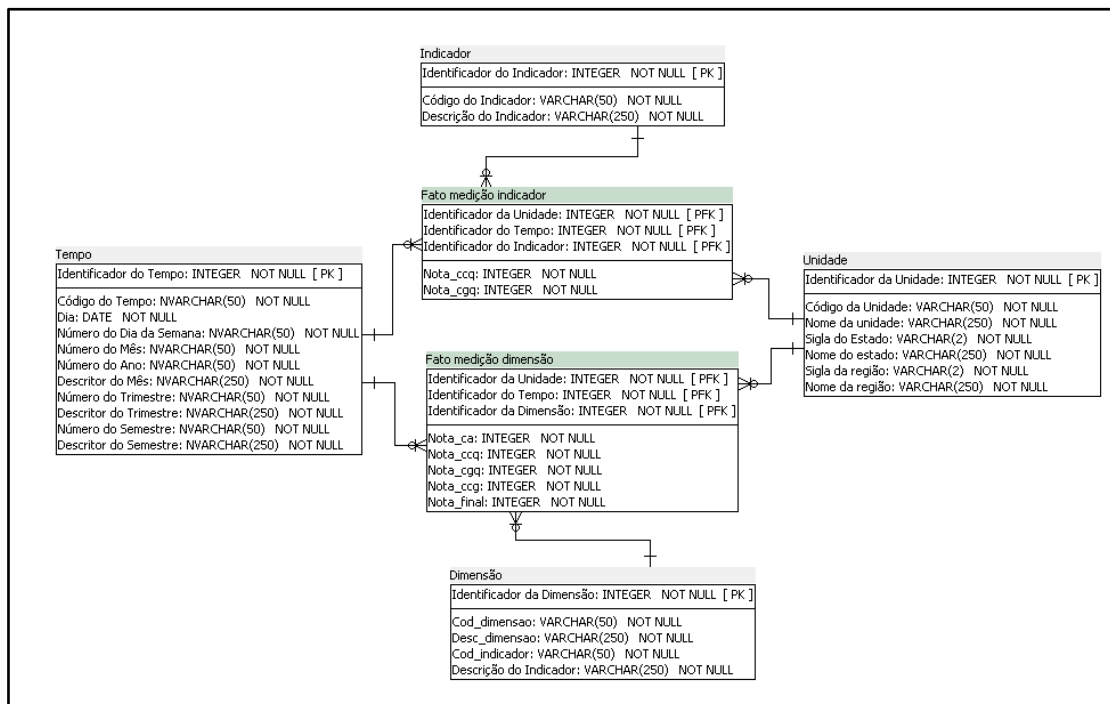 Indicador
Identificador do Indicador: INTEGER NOT NULL [ PK ]
Código do Indicador: VARCHAR(50) NOT NULL
Descrição do Indicador: VARCHAR(250) NOT NULL
Fato medição indicador
Identificador da Unidade: INTEGER NOT NULL [ PFK ]
Identificador do Tempo: INTEGER NOT NULL [ PFK ]
Identificador do Indicador: INTEGER NOT NULL [ PFK ]
Nota_ccq: INTEGER NOT NULL
Nota_cgq: INTEGER NOT NULL
Tempo
Identificador do Tempo: INTEGER NOT NULL [ PK ]
Código do Tempo: NVARCHAR(50) NOT NULL
Dia: DATE NOT NULL
Número do Dia da Semana: NVARCHAR(50) NOT NULL
Número do Mês: NVARCHAR(50) NOT NULL
Número do Ano: NVARCHAR(50) NOT NULL
Descritor do Mês: NVARCHAR(250) NOT NULL
Número do Trimestre: NVARCHAR(50) NOT NULL
Descritor do Trimestre: NVARCHAR(250) NOT NULL
Número do Semestre: NVARCHAR(50) NOT NULL
Descritor do Semestre: NVARCHAR(250) NOT NULL
Unidade
Identificador da Unidade: INTEGER NOT NULL [ PK ]
Código da Unidade: VARCHAR(50) NOT NULL
Nome da unidade: VARCHAR(250) NOT NULL
Sigla do Estado: VARCHAR(2) NOT NULL
Nome do estado: VARCHAR(250) NOT NULL
Sigla da região: VARCHAR(2) NOT NULL
Nome da região: VARCHAR(250) NOT NULL
Fato medição dimensão
Identificador da Unidade: INTEGER NOT NULL [ PFK ]
Identificador do Tempo: INTEGER NOT NULL [ PFK ]
Identificador da Dimensão: INTEGER NOT NULL [ PFK ]
Nota_ca: INTEGER NOT NULL
Nota_ccq: INTEGER NOT NULL
Nota_cgq: INTEGER NOT NULL
Nota_ccg: INTEGER NOT NULL
Nota_final: INTEGER NOT NULL
Dimensão
Identificador da Dimensão: INTEGER NOT NULL [ PK ]
Cod_dimensao: VARCHAR(50) NOT NULL
Desc_dimensao: VARCHAR(250) NOT NULL
Cod_indicador: VARCHAR(50) NOT NULL
Descrição do Indicador: VARCHAR(250) NOT NULL